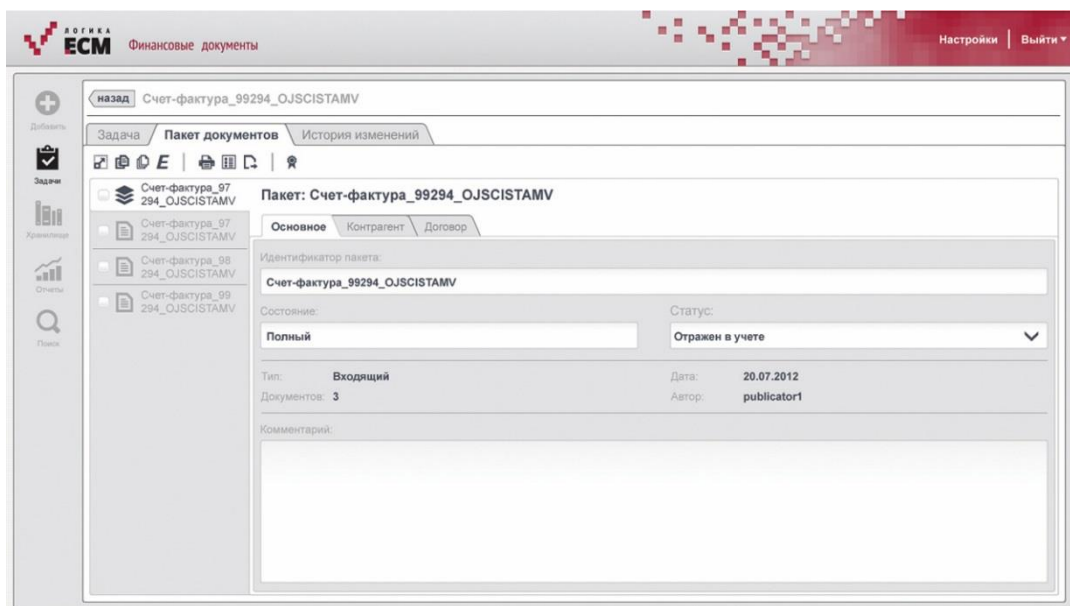 ЛОГИКА
ECM
Финансовые документы
Настройки
Выйти
назад
Счет-фактура_99294_OJSCISTAMV
Добавить
Задача
Пакет документов
История изменений
E
Задачи
Счет-фактура_97
294_OJSCISTAMV
Пакет: Счет-фактура_99294_OJSCISTAMV
Хранилище
Счет-фактура_97
294_OJSCISTAMV
Основное
Контрагент
Договор
Счет-фактура_98
294_OJSCISTAMV
Идентификатор пакета:
Счет-фактура_99294_OJSCISTAMV
Отчеты
Счет-фактура_99
294_OJSCISTAMV
Состояние:
Статус:
Полный
Отражен в учете
Поиск
Тип:
Входящий
Дата:
20.07.2012
Документов:
3
Автор:
publicator1
Комментарий: